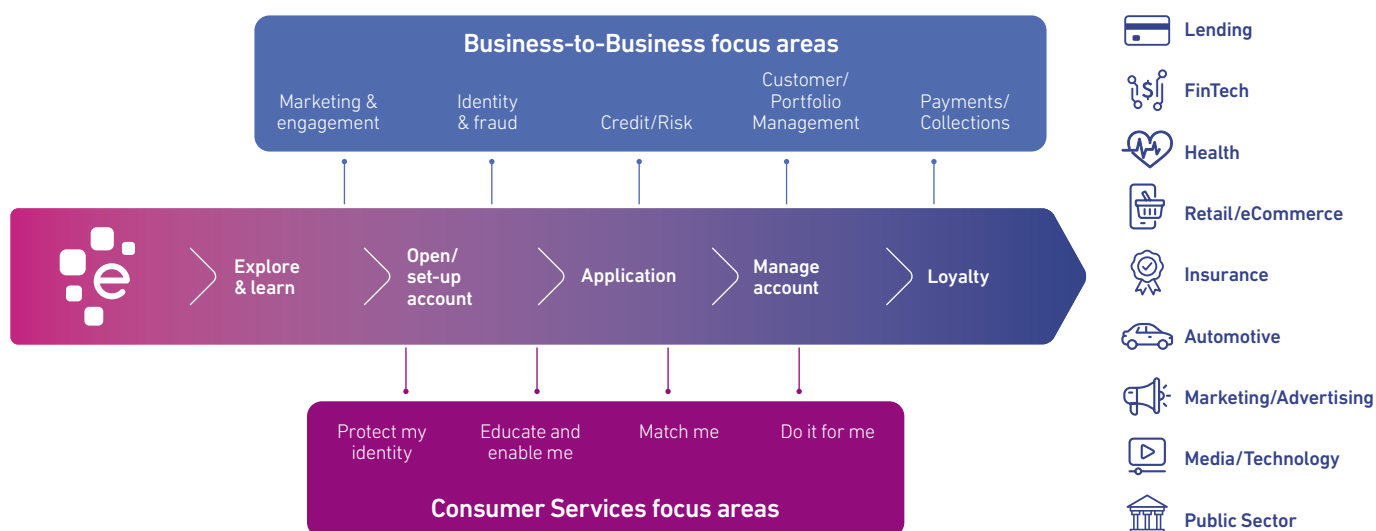 Business-to-Business focus areas
Marketing &
engagement
Identity
& fraud
Credit/Risk
Customer/
Portfolio
Management
Payments/
Collections
e
Explore
& learn
Open/
set-up
account
Application
Manage
account
Loyalty
Protect my
identity
Educate and
enable me
Match me
Do it for me
Consumer Services focus areas
Lending
$
FinTech
Health
Retail/eCommerce
Insurance
Automotive
Marketing/Advertising
Media/Technology
Public Sector